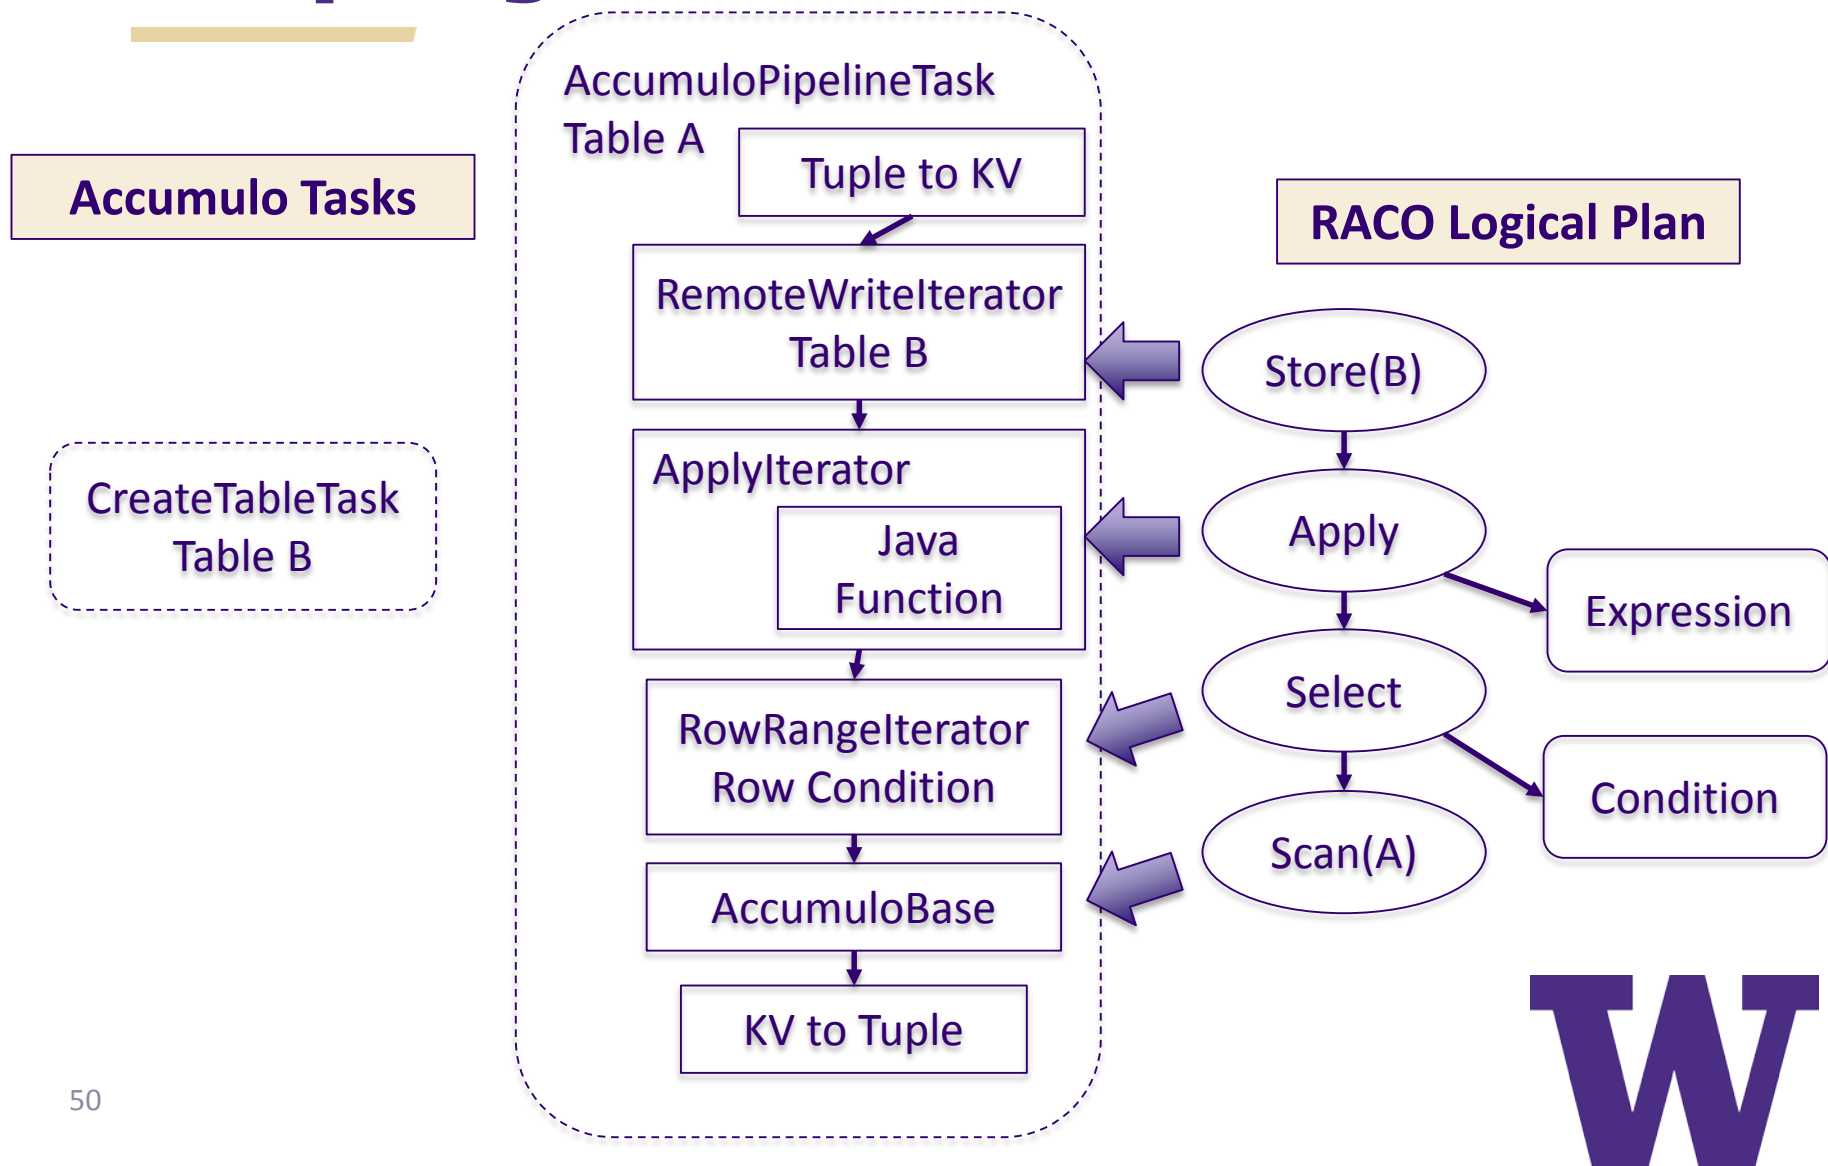 AccumuloPipelineTask
Table A
Tuple to KV
Accumulo Tasks
RACO Logical Plan
RemoteWriteIterator
Table B
Store(B)
ApplyIterator
Java
Function
Apply
CreateTableTask
Table B
Expression
Select
RowRangeIterator
Row Condition
Condition
Scan(A)
AccumuloBase
KV to Tuple
50
W